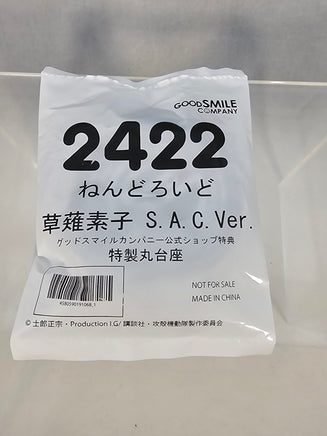 GOODSMILE
COMPANY
2422
ねんどろいど
草薙素子 S.A.C.Ver.
グッドスマイルカンパニー公式ショップ特典
特製丸台座
NOT FOR SALE
MADE IN CHINA
4580590191068_1
© 士郎正宗・Production I.G/ 講談社・攻殻機動隊製作委員会